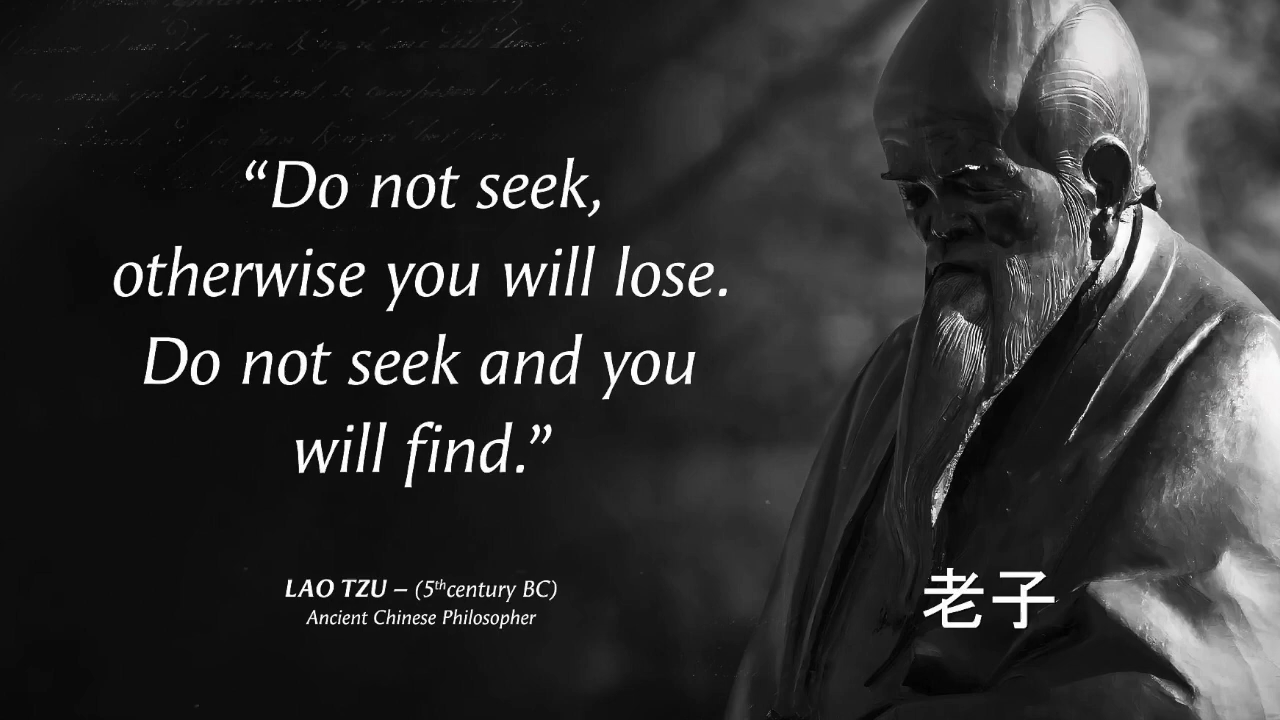 “Do not seek,
otherwise you will lose.
Do not seek and you
will find.”
LAO TZU – (5thcentury BC)
Ancient Chinese Philosopher
老子